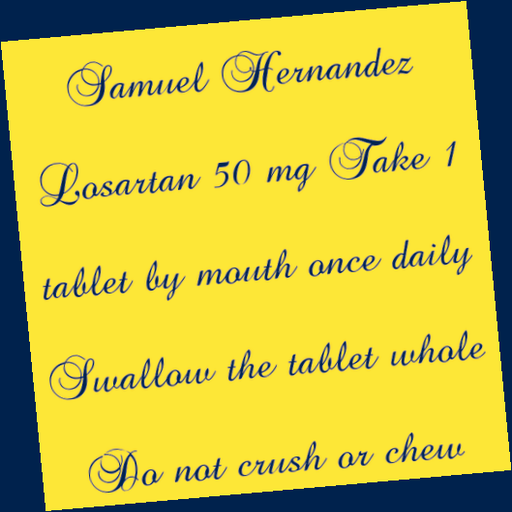 Samuel Hernandez
Losartan 50 mg Take 1
tablet by mouth once daily
Swallow the tablet whole
Do not crush or chew